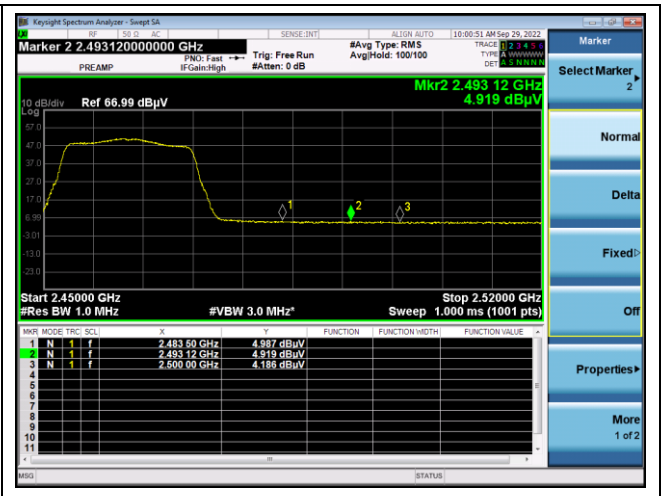 Keysight Spectrum Analyzer - Swept SA
RF 50 Ω AC SENSE:INT ALIGN AUTO 10:00:51 AM Sep 29, 2022
Marker 2 2.493120000000 GHz
PREAMP
PNO: Fast
IFGain:High
Trig: Free Run
#Atten: 0 dB
#Avg Type: RMS
Avg|Hold: 100/100
TRACE 1 2 3 4 5 6
TYPE A WWWWW
DET A S N N N N
Mkr2 2.493 12 GHz
4.919 dBµV
10 dB/div Ref 66.99 dBµV
Log
57.0
47.0
37.0
27.0
17.0
6.99
-3.01
-13.0
-23.0
1
2
3
Start 2.45000 GHz Stop 2.52000 GHz
#Res BW 1.0 MHz #VBW 3.0 MHz* Sweep 1.000 ms (1001 pts)
MKR MODE TRC SCL X Y FUNCTION FUNCTION WIDTH FUNCTION VALUE
1 N 1 f 2.483 50 GHz 4.987 dBuV
2 N 1 f 2.493 12 GHz 4.919 dBuV
3 N 1 f 2.500 00 GHz 4.186 dBuV
4
5
6
7
8
9
10
11
MSG STATUS
Marker
Select Marker
2
Normal
Delta
Fixed
Off
Properties
More
1 of 2